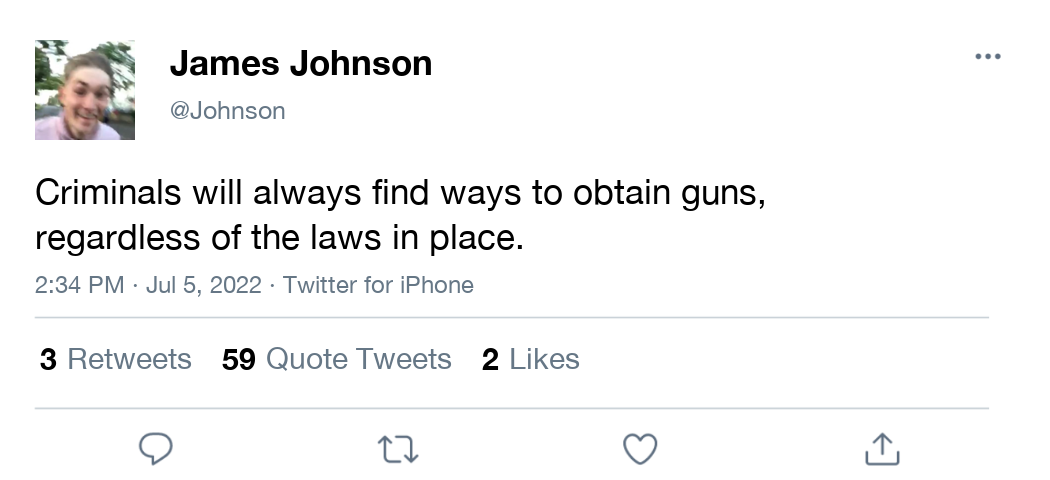 James Johnson
@Johnson
Criminals will always find ways to obtain guns,
regardless of the laws in place.
2:34 PM · Jul 5, 2022 · Twitter for iPhone
3 Retweets 59 Quote Tweets 2 Likes